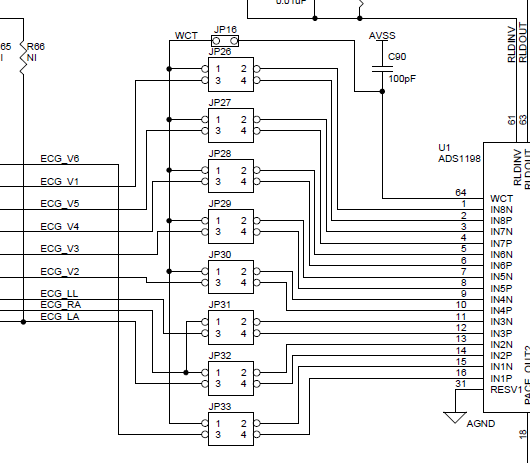 0.01uF
RLDINV
RLDOUT
WCT
JP16
AVSS
65
R66
NI
JP26
C90
100pF
1 2
3 4
JP27
1 2
3 4
61
63
U1
ADS1198
RLDINV
JP28
ECG_V6
1 2
3 4
ECG_V1
64
WCT
JP29
1
IN8N
ECG_V5
1 2
2
IN8P
3
IN7N
ECG_V4
3 4
4
IN7P
JP30
5
IN6N
ECG_V3
6
IN6P
1 2
7
IN5N
ECG_V2
3 4
8
IN5P
9
IN4N
ECG_LL
JP31
10
IN4P
ECG_RA
11
IN3N
ECG_LA
1 2
12
IN3P
3 4
13
IN2N
JP32
14
IN2P
15
IN1N
1 2
16
IN1P
3 4
31
RESV1
JP33
1 2
AGND
3 4
18